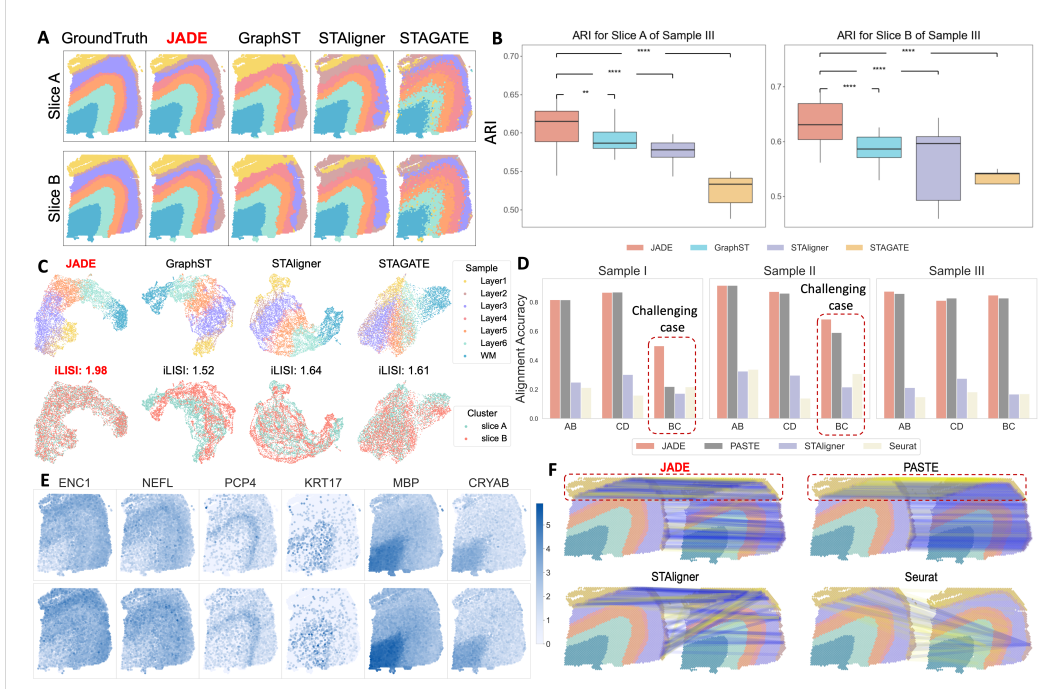 A
GroundTruth JADE GraphST STAligner STAGATE
Slice A
Slice B
B
ARI for Slice A of Sample III
ARI for Slice B of Sample III
ARI
0.70
0.65
0.60
0.55
0.50
****
****
**
0.7
0.6
0.5
****
****
****
JADE GraphST STAligner STAGATE
C
JADE GraphST STAligner STAGATE
Sample
Layer1
Layer2
Layer3
Layer4
Layer5
Layer6
WM
iLISI: 1.98 iLISI: 1.52 iLISI: 1.64 iLISI: 1.61
Cluster
slice A
slice B
D
Sample I Sample II Sample III
Alignment Accuracy
0.8
0.6
0.4
0.2
0.0
Challenging
case
Challenging
case
AB CD BC AB CD BC AB CD BC
JADE PASTE STAligner Seurat
E
ENC1 NEFL PCP4 KRT17 MBP CRYAB
5
4
3
2
1
0
F
JADE PASTE
STAligner Seurat